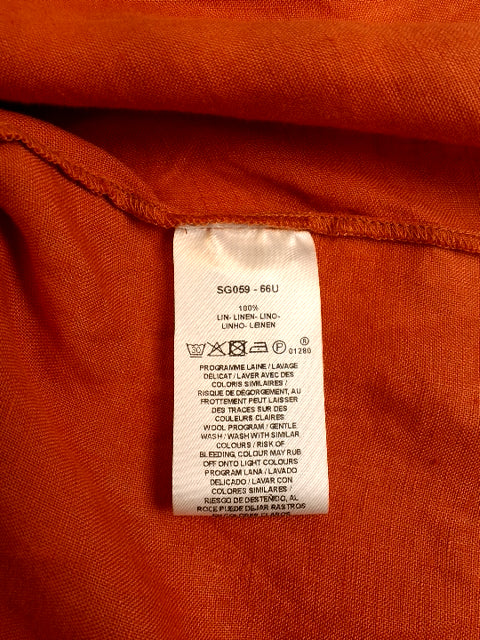 SG059 - 66U
100%
LIN- LINEN- LINO-
LINHO- LEINEN
P ®
01280
PROGRAMME LAINE / LAVAGE
DÉLICAT / LAVER AVEC DES
COLORIS SIMILAIRES /
RISQUE DE DÉGORGEMENT, AU
FROTTEMENT PEUT LAISSER
DES TRACES SUR DES
COULEURS CLAIRES
WOOL PROGRAM / GENTLE
WASH / WASH WITH SIMILAR
COLOURS / RISK OF
BLEEDING, COLOUR MAY RUB
OFF ONTO LIGHT COLOURS
PROGRAM LANA / LAVADO
DELICADO / LAVAR CON
COLORES SIMILARES /
RIESGO DE DESTEÑIDO, AL
ROCE PUEDE DEJAR RASTROS